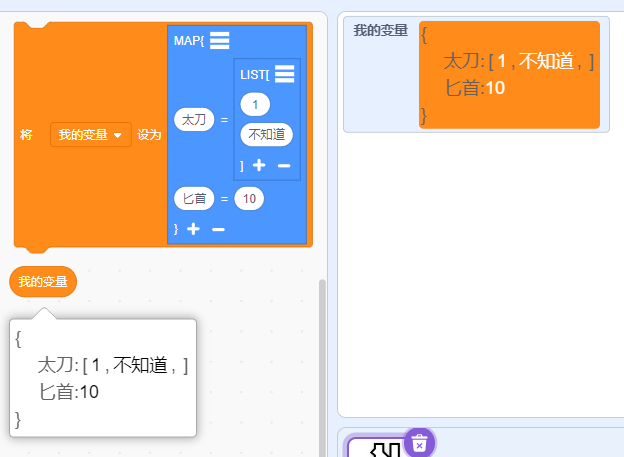 MAP{
LIST[
1
太刀 =
不知道
将 我的变量 设为
]
匕首 = 10
}
我的变量
{
太刀: [ 1 , 不知道 , ]
匕首:10
}
我的变量
{
太刀: [ 1 , 不知道 , ]
匕首:10
}